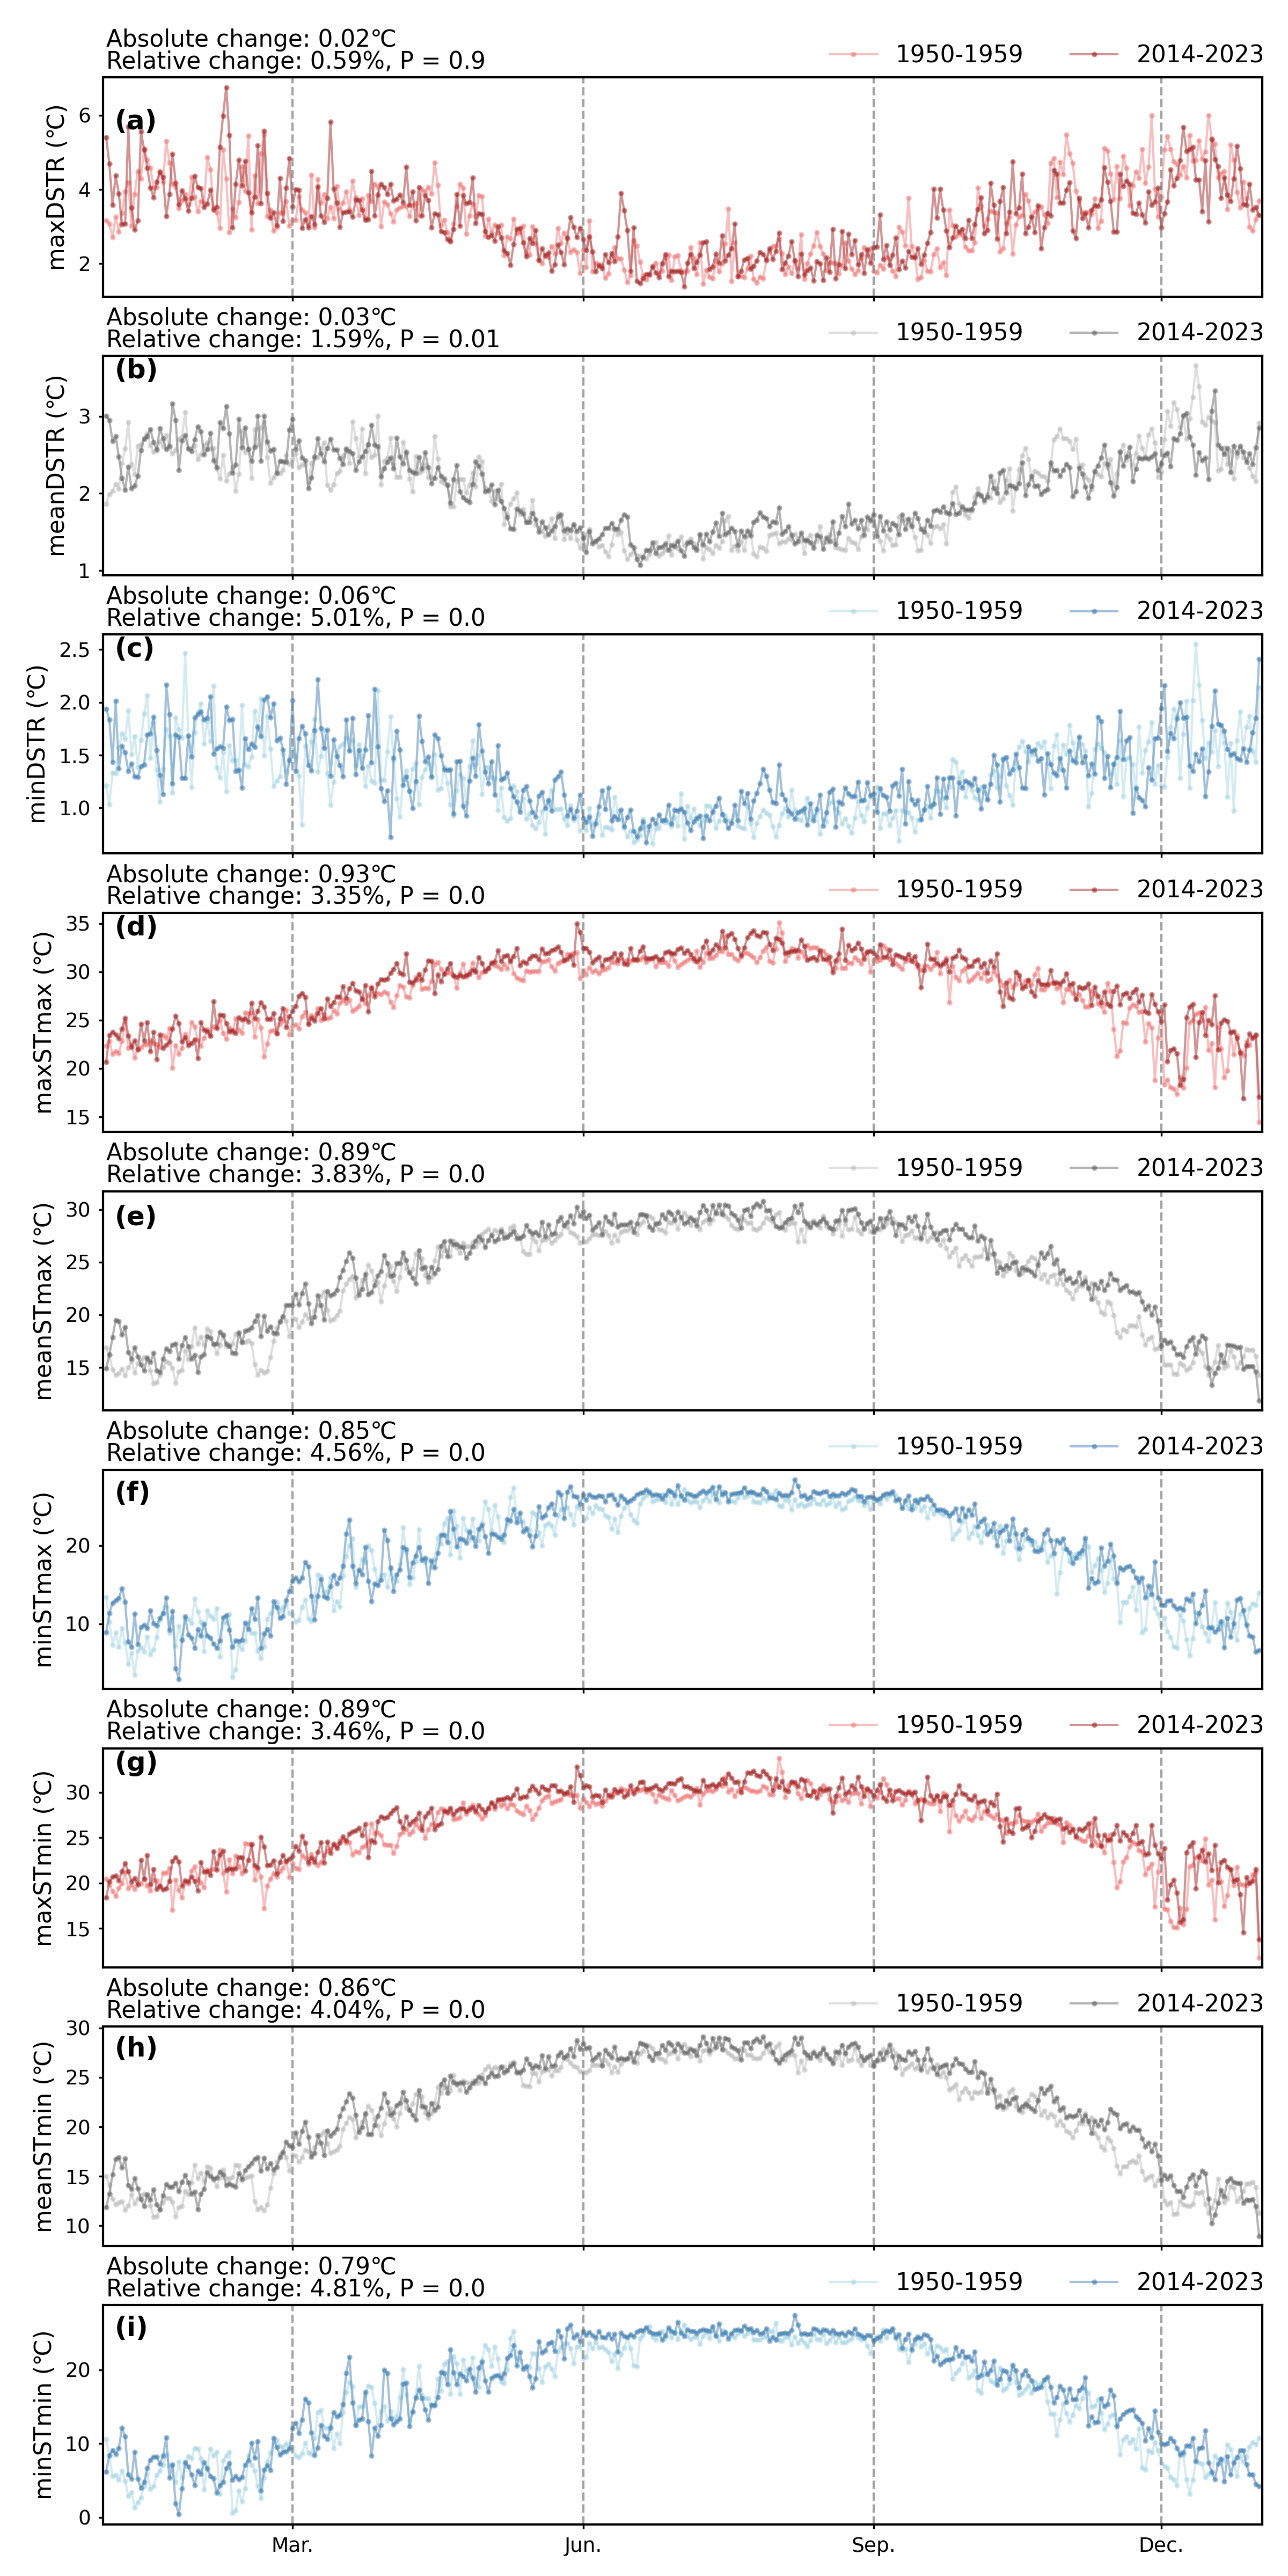 Absolute change: 0.02℃
Relative change: 0.59%, P = 0.9
1950-1959 2014-2023
(a)
maxDSTR (℃)
6
4
2
Absolute change: 0.03℃
Relative change: 1.59%, P = 0.01
1950-1959 2014-2023
(b)
meanDSTR (℃)
3
2
1
Absolute change: 0.06℃
Relative change: 5.01%, P = 0.0
1950-1959 2014-2023
(c)
minDSTR (℃)
2.5
2.0
1.5
1.0
Absolute change: 0.93℃
Relative change: 3.35%, P = 0.0
1950-1959 2014-2023
(d)
maxSTmax (℃)
35
30
25
20
15
Absolute change: 0.89℃
Relative change: 3.83%, P = 0.0
1950-1959 2014-2023
(e)
meanSTmax (℃)
30
25
20
15
Absolute change: 0.85℃
Relative change: 4.56%, P = 0.0
1950-1959 2014-2023
(f)
minSTmax (℃)
20
10
Absolute change: 0.89℃
Relative change: 3.46%, P = 0.0
1950-1959 2014-2023
(g)
maxSTmin (℃)
30
25
20
15
Absolute change: 0.86℃
Relative change: 4.04%, P = 0.0
1950-1959 2014-2023
(h)
meanSTmin (℃)
30
25
20
15
10
Absolute change: 0.79℃
Relative change: 4.81%, P = 0.0
1950-1959 2014-2023
(i)
minSTmin (℃)
20
10
0
Mar. Jun. Sep. Dec.